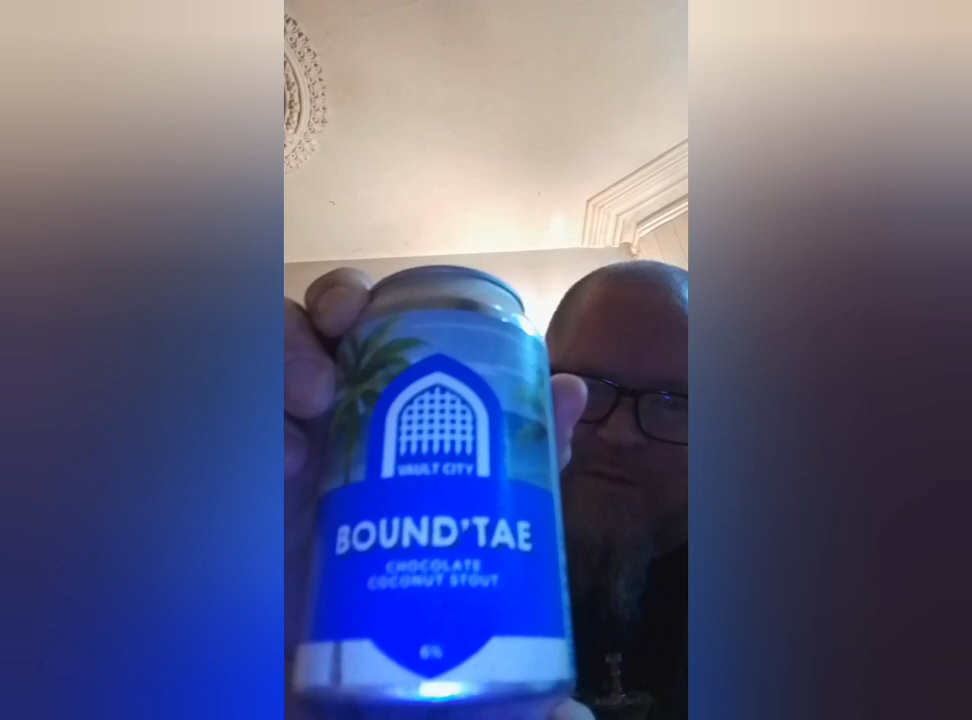 VAULT CITY
BOUND'TAE
CHOCOLATE
COCONUT STOUT
6%